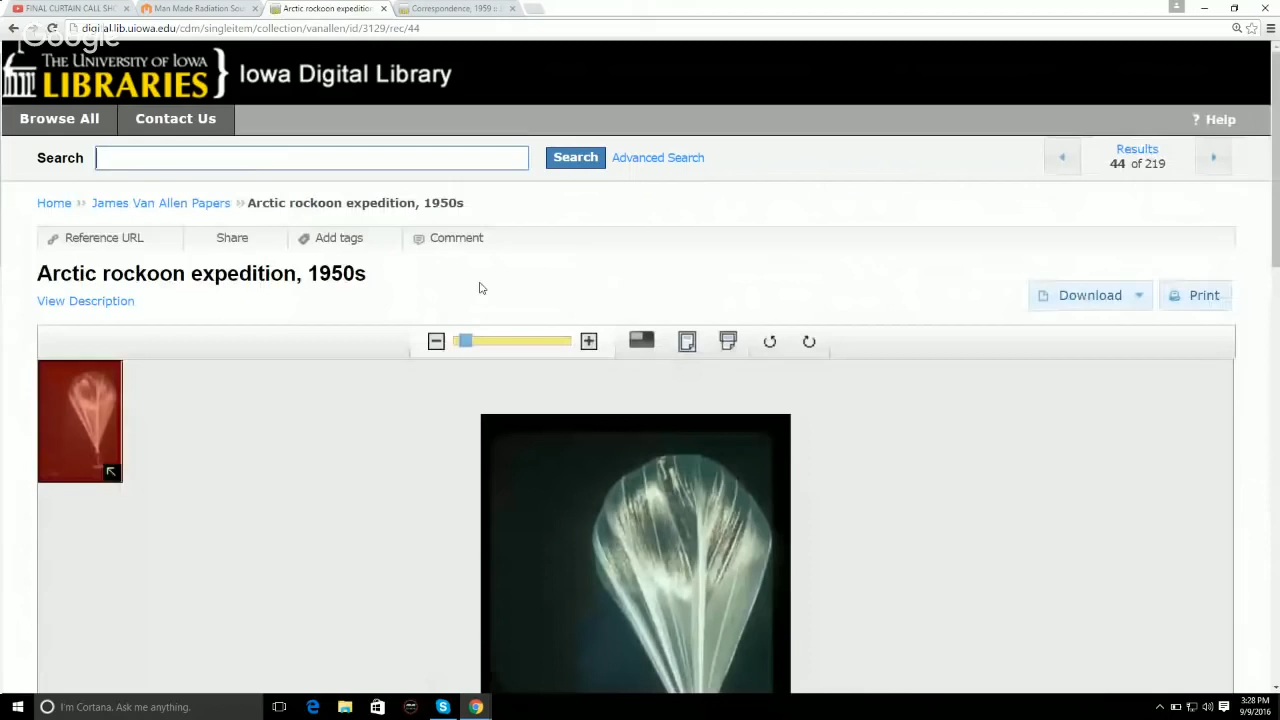 FINAL CURTAIN CALL SHO
Man Made Radiation Sou
Arctic rockoon expedition
Correspondence, 1959 :: c
digital.lib.uiowa.edu/cdm/singleitem/collection/vanallen/id/3129/rec/44
Google
THE UNIVERSITY OF IOWA
LIBRARIES
Iowa Digital Library
Browse All
Contact Us
? Help
Search
Search
Advanced Search
Results
44 of 219
Home
James Van Allen Papers
Arctic rockoon expedition, 1950s
Reference URL
Share
Add tags
Comment
Arctic rockoon expedition, 1950s
View Description
Download
Print
I'm Cortana. Ask me anything.
3:28 PM
9/9/2016